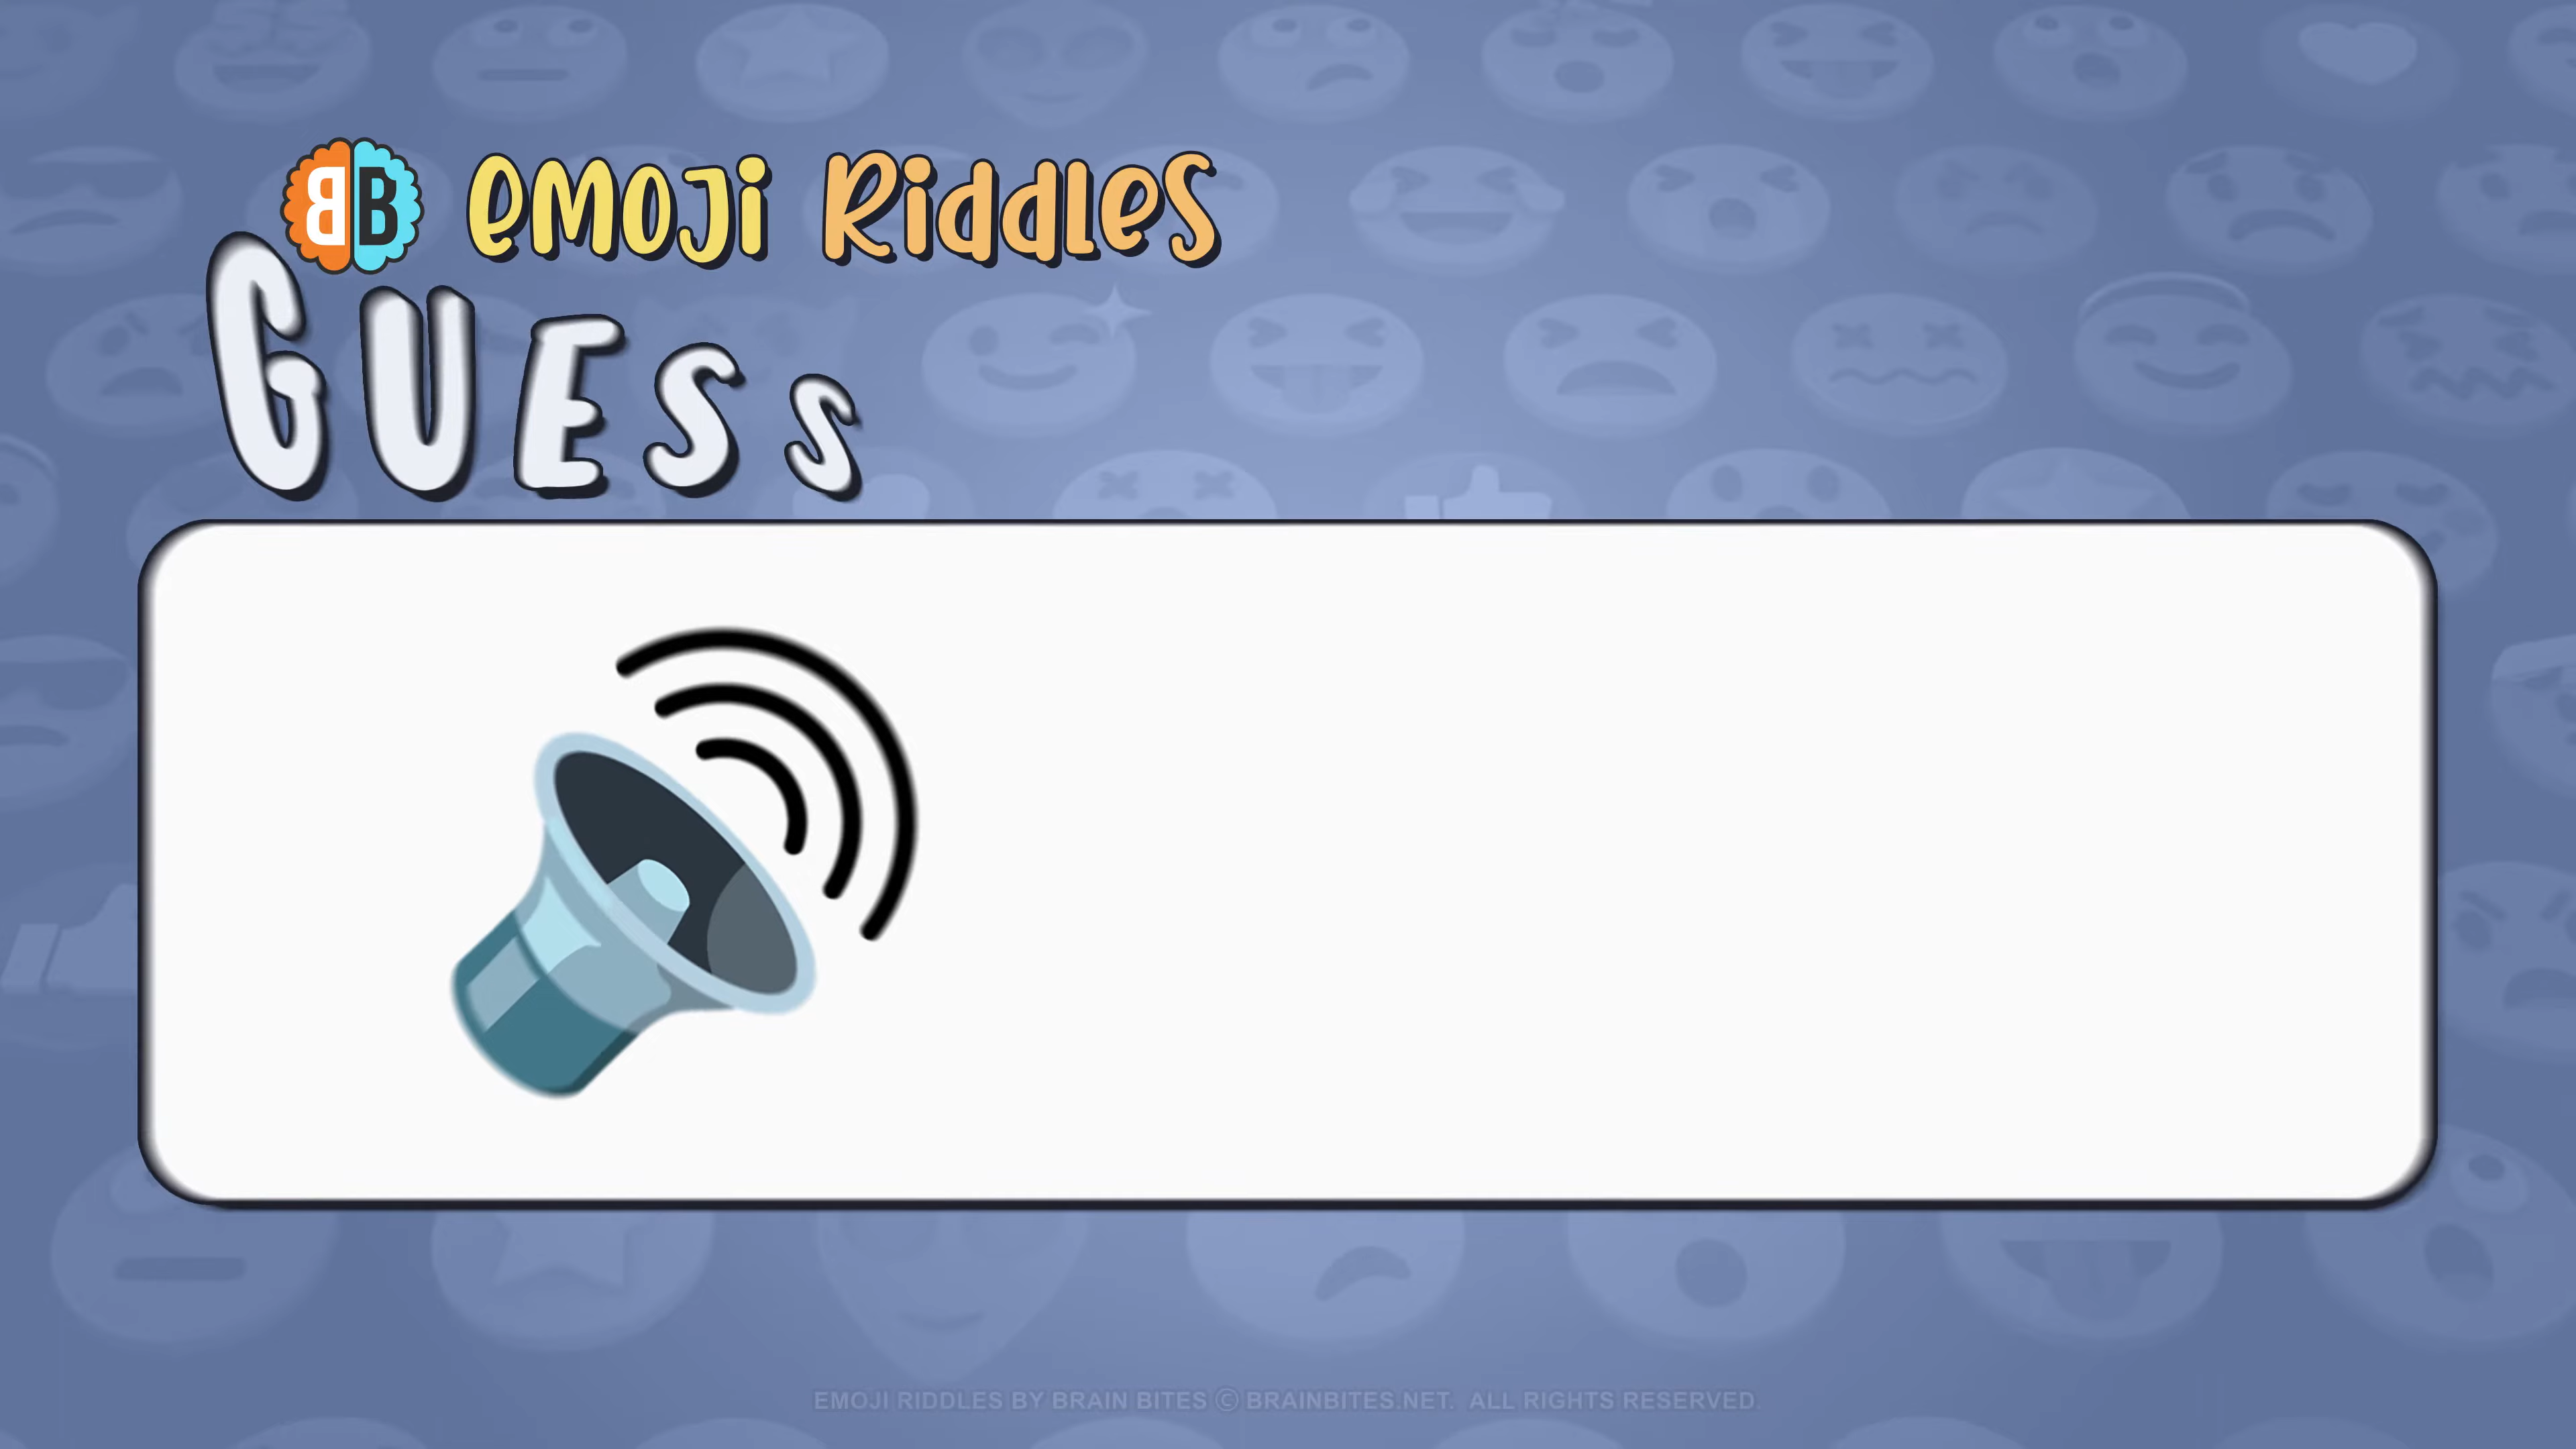 BB emoji Riddles
GUESS
EMOJI RIDDLES BY BRAIN BITES © BRAINBITES.NET. ALL RIGHTS RESERVED.